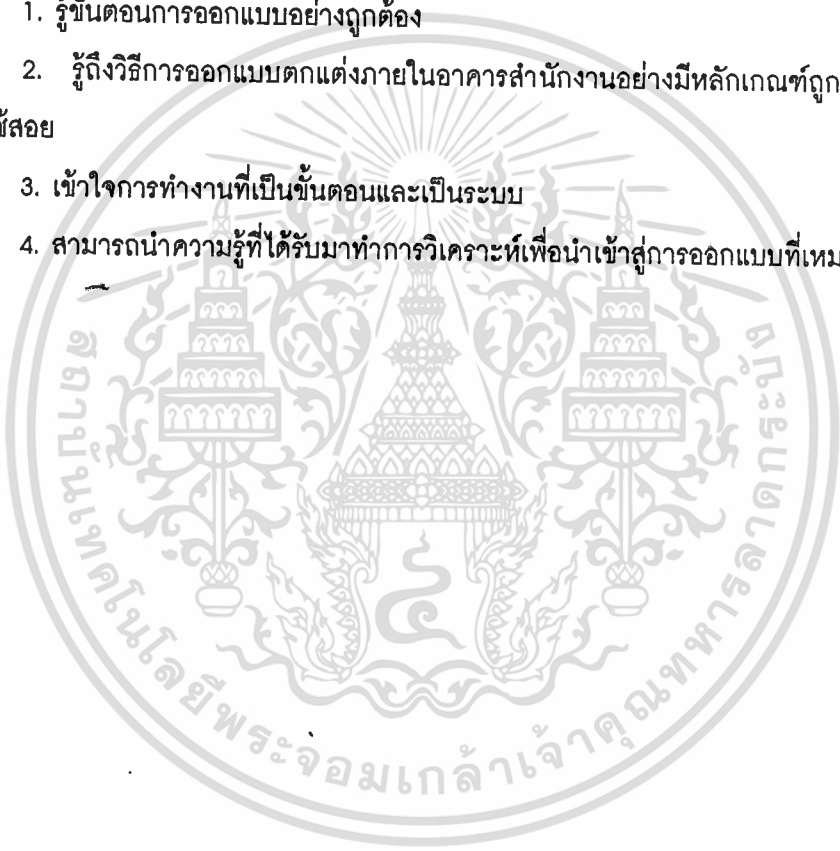 1. รู้ขั้นตอนการออกแบบอย่างถูกต้อง
2. รู้ถึงวิธีการออกแบบตกแต่งภายในอาคารสำนักงานอย่างมีหลักเกณฑ์ถูก
ช้สอย
3. เข้าใจการทำงานที่เป็นขั้นตอนและเป็นระบบ
4. สามารถนำความรู้ที่ได้รับมาทำการวิเคราะห์เพื่อนำเข้าสู่การออกแบบที่เหม
สถาบันเทคโนโลยีพระจอมเกล้าเจ้าคุณทหารลาดกระบัง